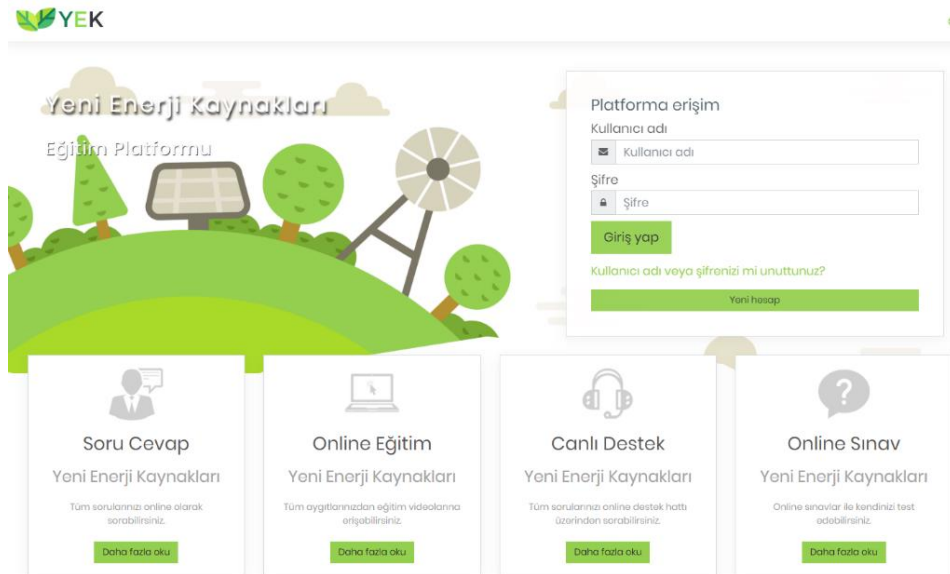 YEK
Yeni Enerji Kaynakları
Eğitim Platformu
Platforma erişim
Kullanıcı adı
Kullanıcı adı
Şifre
Şifre
Giriş yap
Kullanıcı adı veya şifrenizi mi unuttunuz?
Yeni hesap
Soru Cevap
Yeni Enerji Kaynakları
Tüm sorularınızı online olarak
sorabilirsiniz.
Daha fazla oku
Online Eğitim
Yeni Enerji Kaynakları
Tüm aygıtlarınızdan eğitim videolarına
erişebilirsiniz.
Daha fazla oku
Canlı Destek
Yeni Enerji Kaynakları
Tüm sorularınızı online destek hattı
üzerinden sorabilirsiniz.
Daha fazla oku
Online Sınav
Yeni Enerji Kaynakları
Online sınavlar ile kendinizi test
edebilirsiniz.
Daha fazla oku